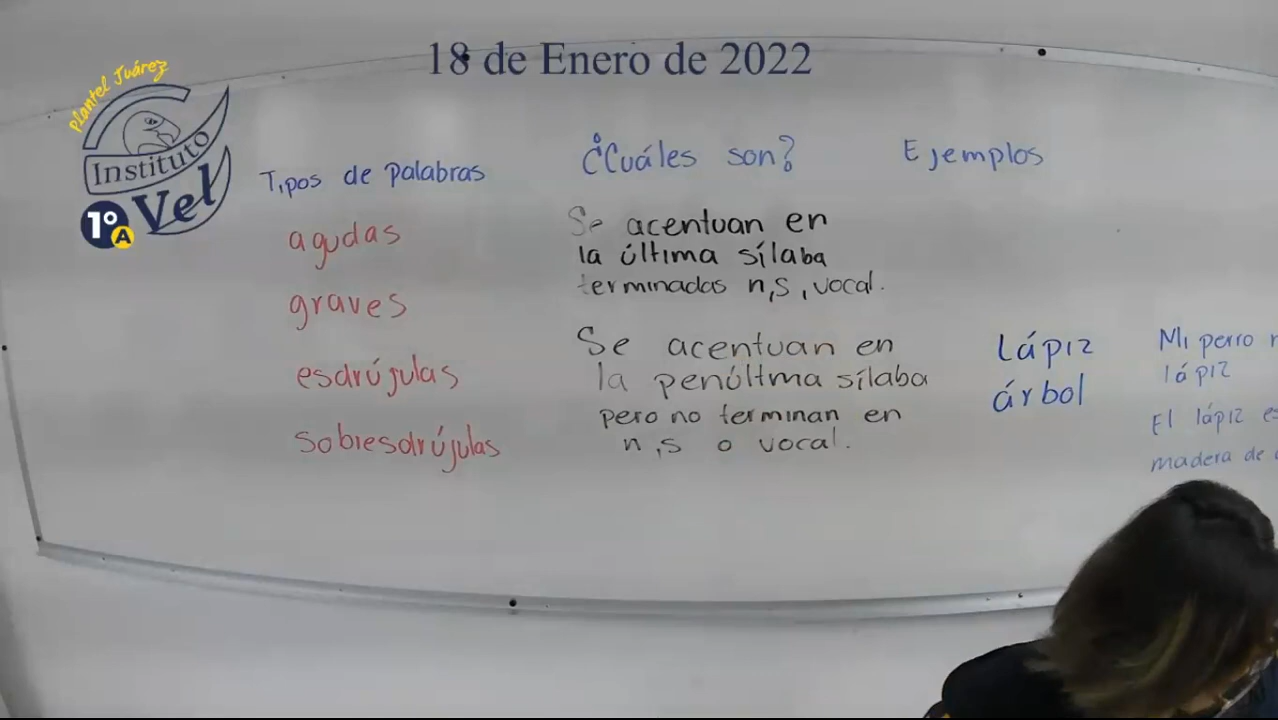 18 de Enero de 2022
Plantel Juárez
Instituto
Vel
1° A
Tipos de palabras
¿Cuáles son?
Ejemplos
agudas
Se acentuan en
la última sílaba
terminadas n,s, vocal.
graves
Se acentuan en
la penúltma sílaba
pero no terminan en
n,s o vocal.
Lápiz
árbol
Mi perro
lápiz
El lápiz
madera de
esdrújulas
sobresdrújulas